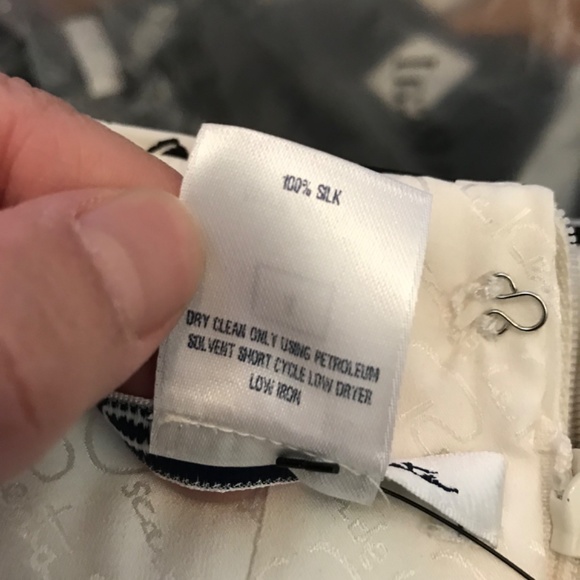 100% SILK
DRY CLEAN ONLY USING PETROLEUM
SOLVENT SHORT CYCLE LOW DRYER
LOW IRON